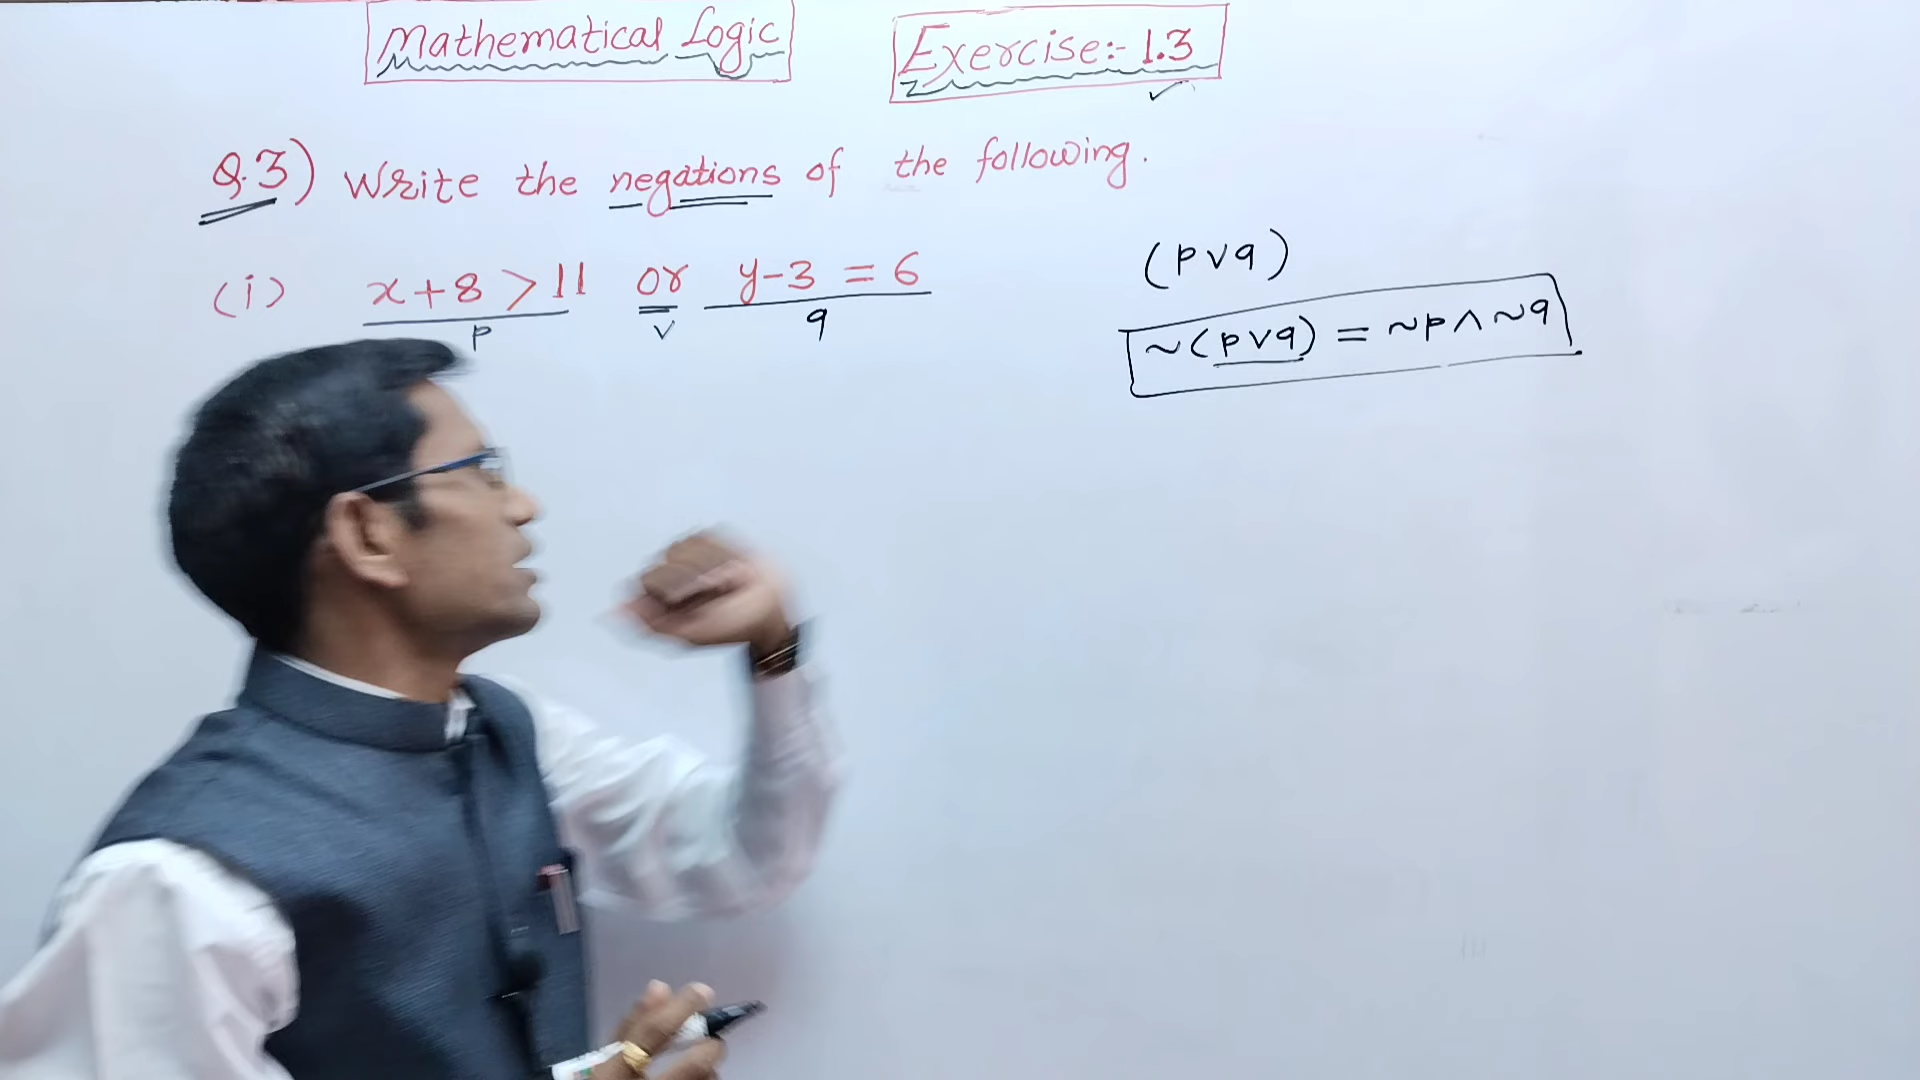 Mathematical Logic
Exercise:- 1.3
Q.3) Write the negations of the following.
(i) x+8 > 11 or y-3 = 6
p ∨ q
(p∨q)
~(p∨q) = ~p∧~q